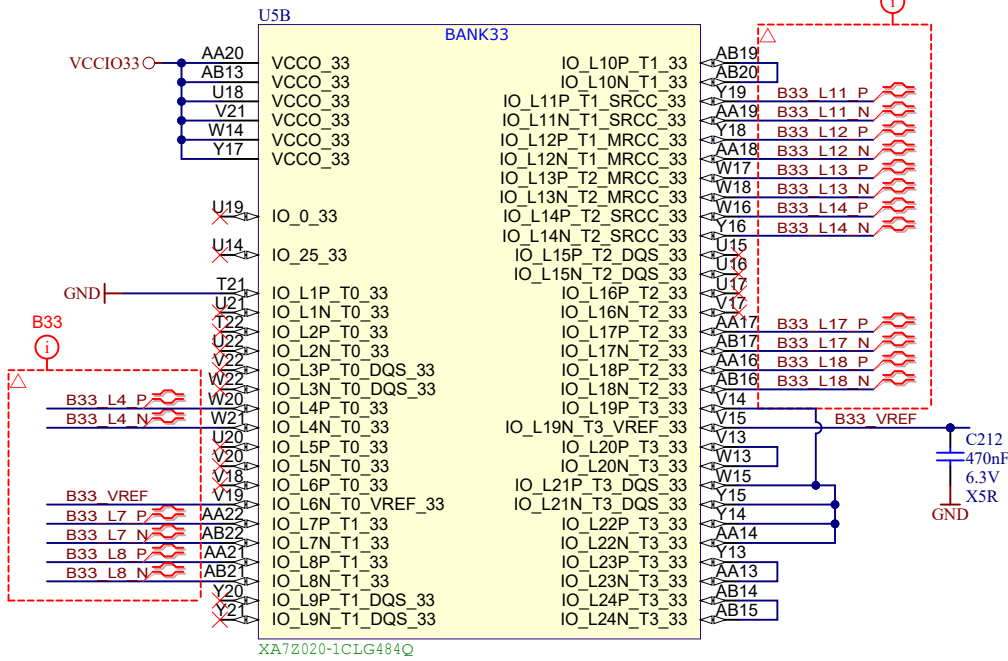 U5B
BANK33
i
VCCIO33
AA20 VCCO_33
AB13 VCCO_33
U18 VCCO_33
V21 VCCO_33
W14 VCCO_33
Y17 VCCO_33
U19 IO_0_33
U14 IO_25_33
GND T21 IO_L1P_T0_33
U21 IO_L1N_T0_33
T22 IO_L2P_T0_33
U22 IO_L2N_T0_33
V22 IO_L3P_T0_DQS_33
W22 IO_L3N_T0_DQS_33
B33
i
B33_L4_P W20 IO_L4P_T0_33
B33_L4_N W21 IO_L4N_T0_33
U20 IO_L5P_T0_33
V20 IO_L5N_T0_33
V18 IO_L6P_T0_33
B33_VREF V19 IO_L6N_T0_VREF_33
B33_L7_P AA22 IO_L7P_T1_33
B33_L7_N AB22 IO_L7N_T1_33
B33_L8_P AA21 IO_L8P_T1_33
B33_L8_N AB21 IO_L8N_T1_33
Y20 IO_L9P_T1_DQS_33
Y21 IO_L9N_T1_DQS_33
IO_L10P_T1_33 AB19
IO_L10N_T1_33 AB20
IO_L11P_T1_SRCC_33 Y19 B33_L11_P
IO_L11N_T1_SRCC_33 AA19 B33_L11_N
IO_L12P_T1_MRCC_33 Y18 B33_L12_P
IO_L12N_T1_MRCC_33 AA18 B33_L12_N
IO_L13P_T2_MRCC_33 W17 B33_L13_P
IO_L13N_T2_MRCC_33 W18 B33_L13_N
IO_L14P_T2_SRCC_33 W16 B33_L14_P
IO_L14N_T2_SRCC_33 Y16 B33_L14_N
IO_L15P_T2_DQS_33 U15
IO_L15N_T2_DQS_33 U16
IO_L16P_T2_33 U17
IO_L16N_T2_33 V17
IO_L17P_T2_33 AA17 B33_L17_P
IO_L17N_T2_33 AB17 B33_L17_N
IO_L18P_T2_33 AA16 B33_L18_P
IO_L18N_T2_33 AB16 B33_L18_N
IO_L19P_T3_33 V14
IO_L19N_T3_VREF_33 V15 B33_VREF
IO_L20P_T3_33 V13
IO_L20N_T3_33 W13
IO_L21P_T3_DQS_33 W15
IO_L21N_T3_DQS_33 Y15
IO_L22P_T3_33 Y14
IO_L22N_T3_33 AA14
IO_L23P_T3_33 Y13
IO_L23N_T3_33 AA13
IO_L24P_T3_33 AB14
IO_L24N_T3_33 AB15
C212
470nF
6.3V
X5R
GND
XA7Z020-1CLG484Q